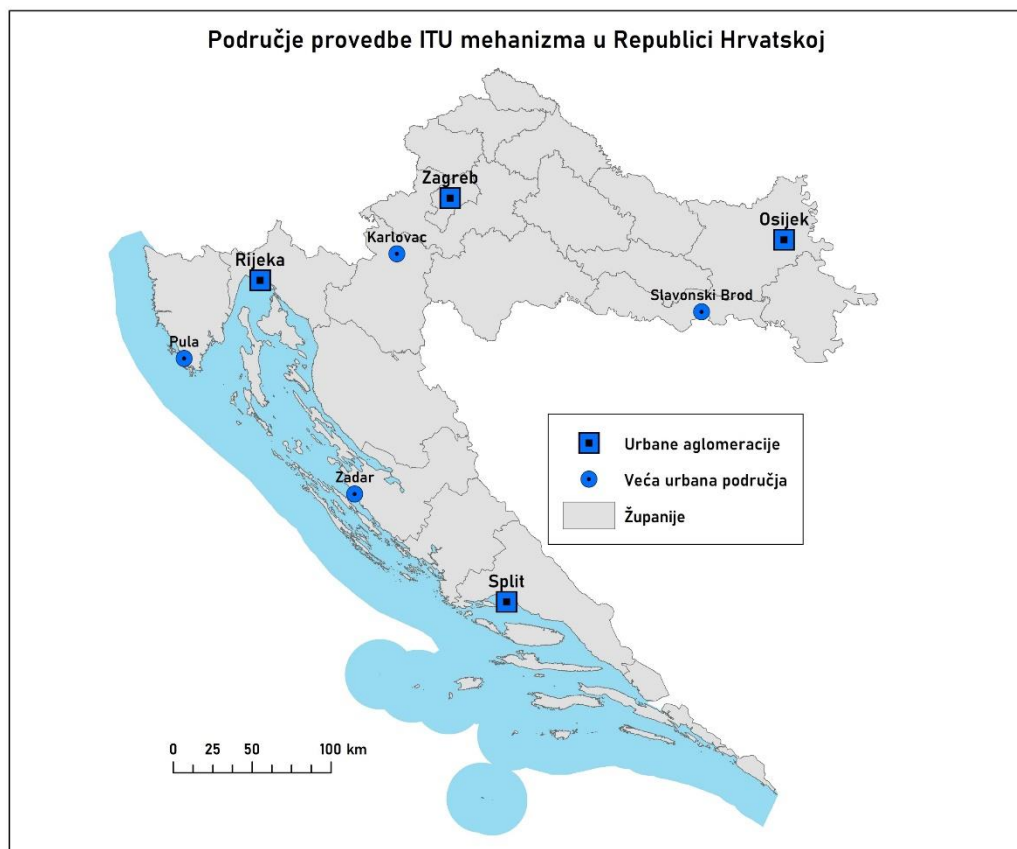 Područje provedbe ITU mehanizma u Republici Hrvatskoj
Zagreb
Osijek
Karlovac
Rijeka
Slavonski Brod
Pula
Urbane aglomeracije
Veća urbana područja
Županije
Zadar
Split
0 25 50 100 km